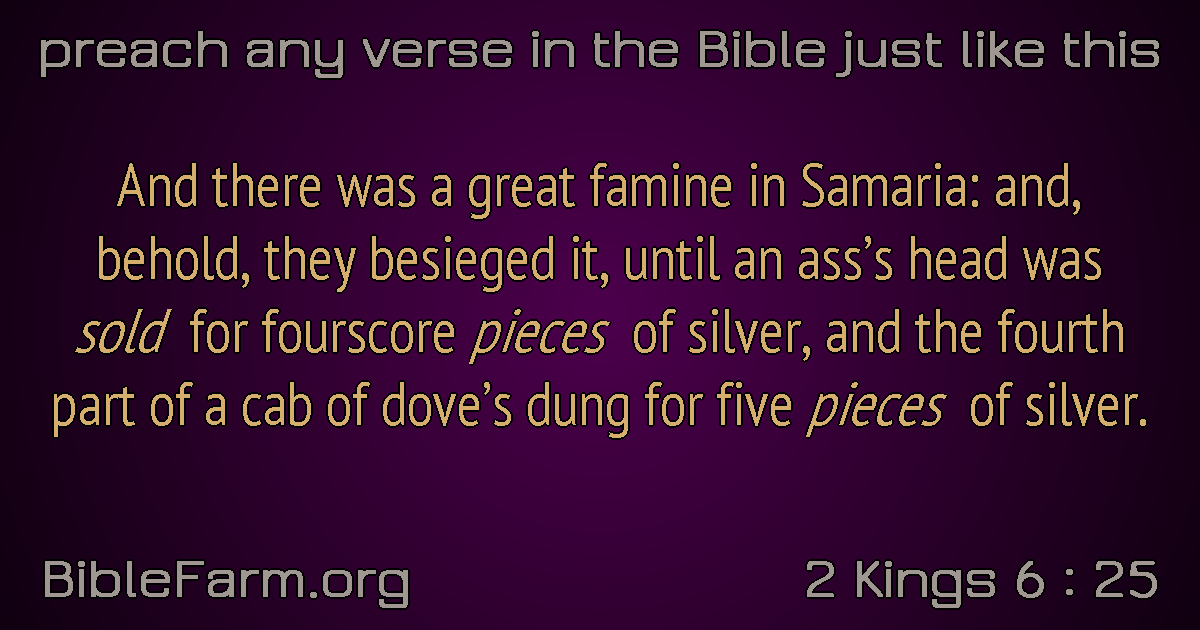 preach any verse in the Bible just like this
And there was a great famine in Samaria: and,
behold, they besieged it, until an ass’s head was
sold for fourscore pieces of silver, and the fourth
part of a cab of dove’s dung for five pieces of silver.
BibleFarm.org
2 Kings 6 : 25